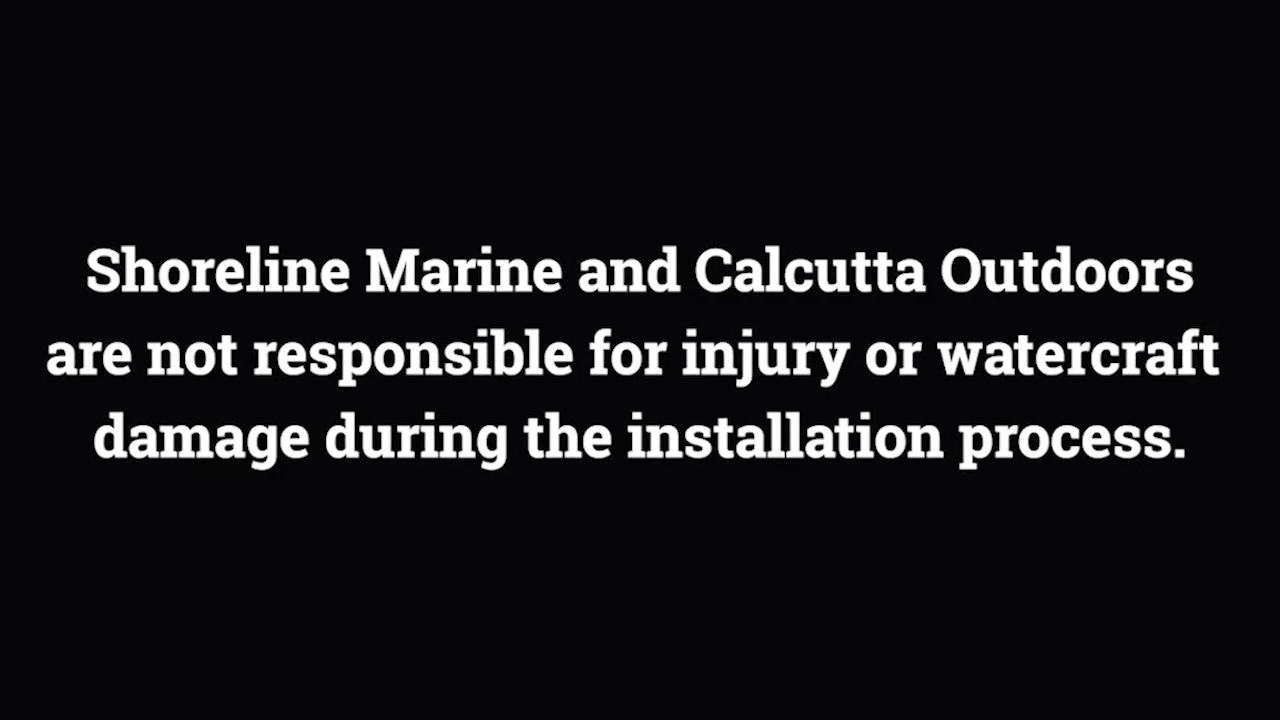 Shoreline Marine and Calcutta Outdoors
are not responsible for injury or watercraft
damage during the installation process.